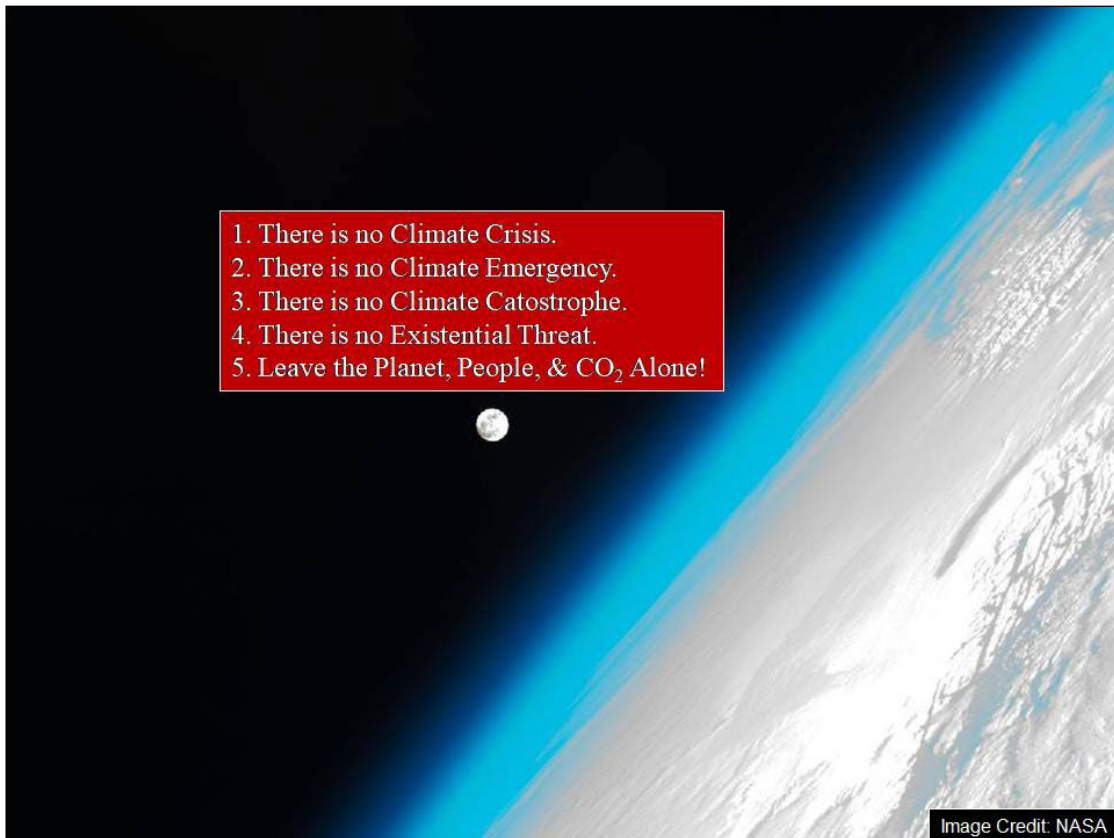 1. There is no Climate Crisis.
2. There is no Climate Emergency.
3. There is no Climate Catostrophe.
4. There is no Existential Threat.
5. Leave the Planet, People, & CO₂ Alone!
Image Credit: NASA